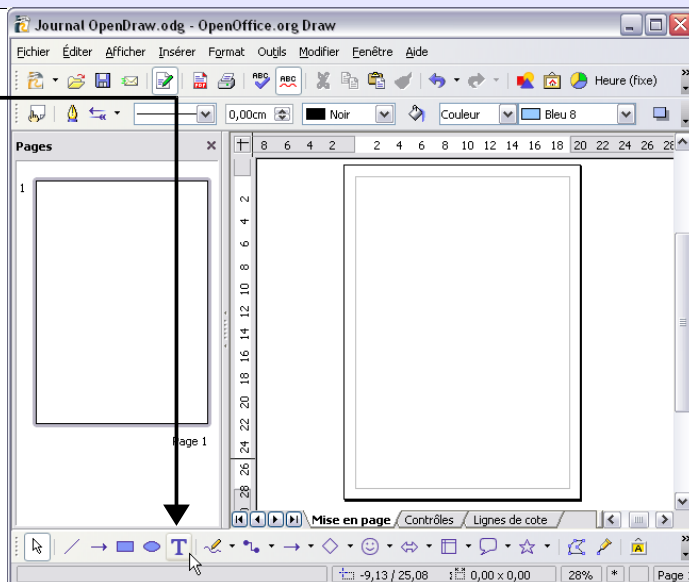 Journal OpenDraw.odg - OpenOffice.org Draw
Fichier Éditer Afficher Insérer Format Outils Modifier Fenêtre Aide
ABC ABC Heure (fixe)
0,00cm Noir Couleur Bleu 8
Pages
8 6 4 2 2 4 6 8 10 12 14 16 18 20 22 24 26 28
1
2
4
6
8
10
12
14
16
18
20
22
24
26
28
Page 1
Mise en page Contrôles Lignes de cote
T A
-9,13 / 25,08 0,00 x 0,00 28% * Page